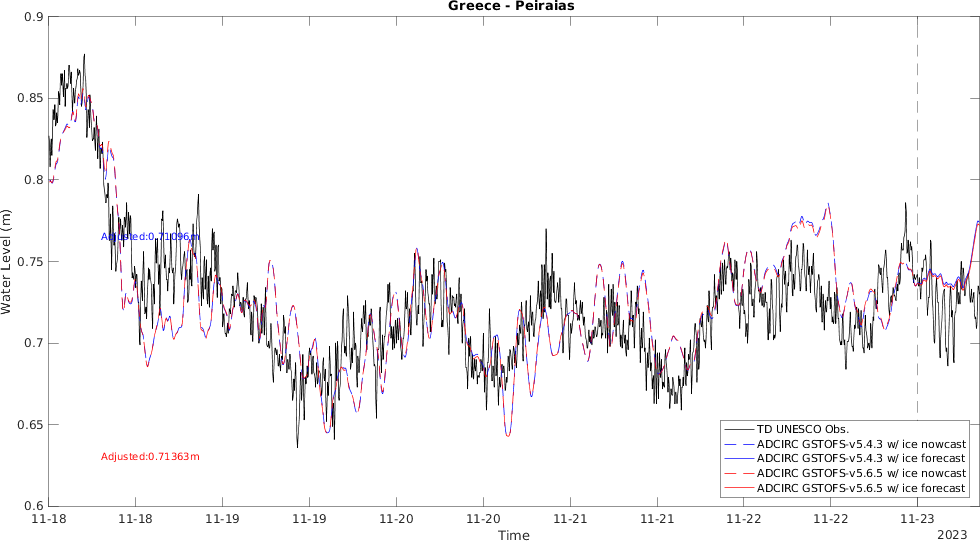 Greece - Peiraias
0.9
0.85
0.8
0.75
0.7
0.65
0.6
Water Level (m)
Adjusted:0.71096m
Adjusted:0.71363m
TD UNESCO Obs.
ADCIRC GSTOFS-v5.4.3 w/ ice nowcast
ADCIRC GSTOFS-v5.4.3 w/ ice forecast
ADCIRC GSTOFS-v5.6.5 w/ ice nowcast
ADCIRC GSTOFS-v5.6.5 w/ ice forecast
11-18 11-18 11-19 11-19 11-20 11-20 11-21 11-21 11-22 11-22 11-23
Time
2023